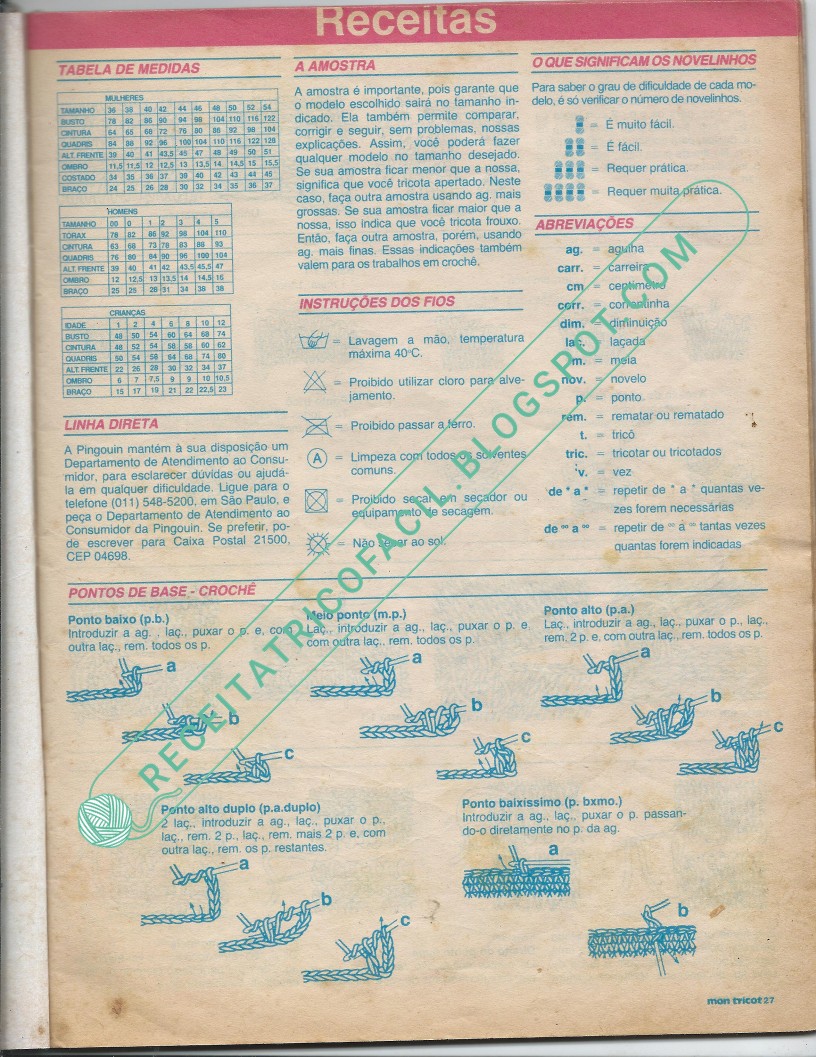 Receitas
TABELA DE MEDIDAS
MULHERES
TAMANHO 36 38 40 42 44 46 48 50 52 54
BUSTO 78 82 86 90 94 98 104 110 116 122
CINTURA 64 65 68 72 76 80 86 92 98 104
QUADRIS 84 88 92 96 100 104 110 116 122 128
ALT. FRENTE 39 40 41 43,5 45 47 48 49 50 51
OMBRO 11,5 11,5 12 12,5 13 13,5 14 14,5 15 15,5
COSTADO 34 35 36 37 39 40 42 43 44 45
BRAÇO 24 25 26 28 30 32 34 35 36 37
HOMENS
TAMANHO 00 0 1 2 3 4 5
TORAX 78 82 86 92 98 104 110
CINTURA 63 68 73 78 83 88 93
QUADRIS 76 80 84 90 96 100 104
ALT. FRENTE 39 40 41 42 43,5 45,5 47
OMBRO 12 12,5 13 13,5 14 14,5 16
BRAÇO 25 25 28 31 34 38 38
CRIANÇAS
IDADE 1 2 4 6 8 10 12
BUSTO 48 50 54 60 64 68 74
CINTURA 48 52 54 56 58 60 62
QUADRIS 50 54 58 64 68 74 80
ALT. FRENTE 22 26 28 30 32 34 37
OMBRO 6 7 7,5 9 9 10 10,5
BRAÇO 15 17 19 21 22 22,5 23
LINHA DIRETA
A Pingouin mantém à sua disposição um
Departamento de Atendimento ao Consu-
midor, para esclarecer dúvidas ou ajudá-
la em qualquer dificuldade. Ligue para o
telefone (011) 548-5200, em São Paulo, e
peça o Departamento de Atendimento ao
Consumidor da Pingouin. Se preferir, po-
de escrever para Caixa Postal 21500,
CEP 04698.
A AMOSTRA
A amostra é importante, pois garante que
o modelo escolhido sairá no tamanho in-
dicado. Ela também permite comparar,
corrigir e seguir, sem problemas, nossas
explicações. Assim, você poderá fazer
qualquer modelo no tamanho desejado.
Se sua amostra ficar menor que a nossa,
significa que você tricota apertado. Neste
caso, faça outra amostra usando ag. mais
grossas. Se sua amostra ficar maior que a
nossa, isso indica que você tricota frouxo.
Então, faça outra amostra, porém, usando
ag. mais finas. Essas indicações também
valem para os trabalhos em crochê.
INSTRUÇÕES DOS FIOS
= Lavagem a mão, temperatura
máxima 40°C.
= Proibido utilizar cloro para alve-
jamento.
= Proibido passar a ferro.
A = Limpeza com todos os solventes
comuns.
= Proibido secar em secador ou
equipamento de secagem.
= Não secar ao sol.
O QUE SIGNIFICAM OS NOVELINHOS
Para saber o grau de dificuldade de cada mo-
delo, é só verificar o número de novelinhos.
= É muito fácil.
= É fácil.
= Requer prática.
= Requer muita prática.
ABREVIAÇÕES
ag. = agulha
carr. = carreira
cm = centímetro
corr. = correntinha
dim. = diminuição
laç. = laçada
m. = meia
nov. = novelo
p. = ponto
rem. = rematar ou rematado
t. = tricô
tric. = tricotar ou tricotados
v. = vez
de * a * = repetir de * a * quantas ve-
zes forem necessárias
de °° a °° = repetir de °° a °° tantas vezes
quantas forem indicadas
PONTOS DE BASE - CROCHÊ
Ponto baixo (p.b.)
Introduzir a ag., laç., puxar o p. e, com
outra laç., rem. todos os p.
a
b
c
Meio ponto (m.p.)
Laç., introduzir a ag., laç., puxar o p. e
com outra laç., rem. todos os p.
a
b
c
Ponto alto (p.a.)
Laç., introduzir a ag., laç., puxar o p., laç.,
rem. 2 p. e, com outra laç., rem. todos os p.
a
b
c
Ponto alto duplo (p.a.duplo)
2 laç., introduzir a ag., laç., puxar o p.,
laç., rem. 2 p., laç., rem. mais 2 p. e, com
outra laç., rem. os p. restantes.
a
b
c
Ponto baixíssimo (p. bxmo.)
Introduzir a ag., laç., puxar o p. passan-
do-o diretamente no p. da ag.
a
b
RECEITATRICOFACIL.BLOGSPOT.COM
mon tricot 27